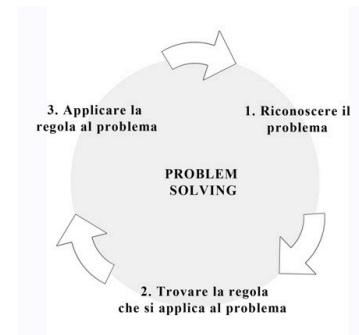 1. Riconoscere il
problema
2. Trovare la regola
che si applica al problema
3. Applicare la
regola al problema
PROBLEM
SOLVING